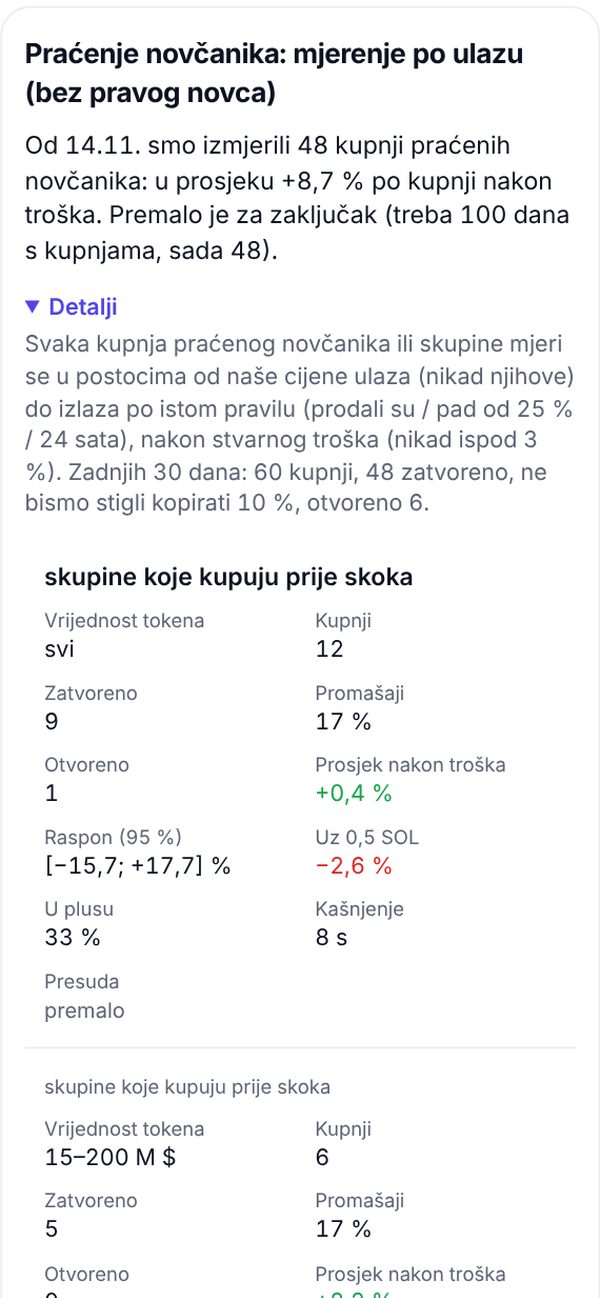 Praćenje novčanika: mjerenje po ulazu
(bez pravog novca)
Od 14.11. smo izmjerili 48 kupnji praćenih
novčanika: u prosjeku +8,7 % po kupnji nakon
troška. Premalo je za zaključak (treba 100 dana
s kupnjama, sada 48).
▼ Detalji
Svaka kupnja praćenog novčanika ili skupine mjeri
se u postocima od naše cijene ulaza (nikad njihove)
do izlaza po istom pravilu (prodali su / pad od 25 %
/ 24 sata), nakon stvarnog troška (nikad ispod 3
%). Zadnjih 30 dana: 60 kupnji, 48 zatvoreno, ne
bismo stigli kopirati 10 %, otvoreno 6.
skupine koje kupuju prije skoka
Vrijednost tokena Kupnji
svi 12
Zatvoreno Promašaji
9 17 %
Otvoreno Prosjek nakon troška
1 +0,4 %
Raspon (95 %) Uz 0,5 SOL
[−15,7; +17,7] % −2,6 %
U plusu Kašnjenje
33 % 8 s
Presuda
premalo
skupine koje kupuju prije skoka
Vrijednost tokena Kupnji
15–200 M $ 6
Zatvoreno Promašaji
5 17 %
Otvoreno Prosjek nakon troška